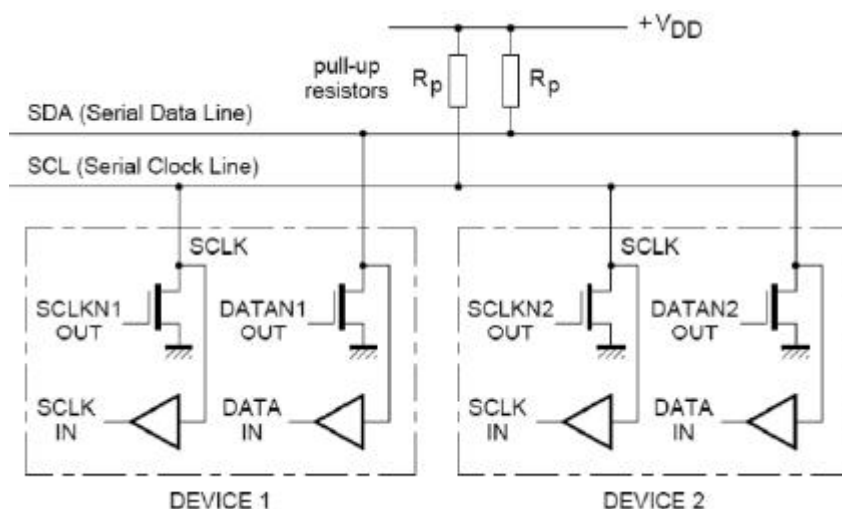 +VDD
pull-up
resistors
Rp
Rp
SDA (Serial Data Line)
SCL (Serial Clock Line)
SCLK
SCLK
SCLKN1
OUT
DATAN1
OUT
SCLKN2
OUT
DATAN2
OUT
SCLK
IN
DATA
IN
SCLK
IN
DATA
IN
DEVICE 1
DEVICE 2